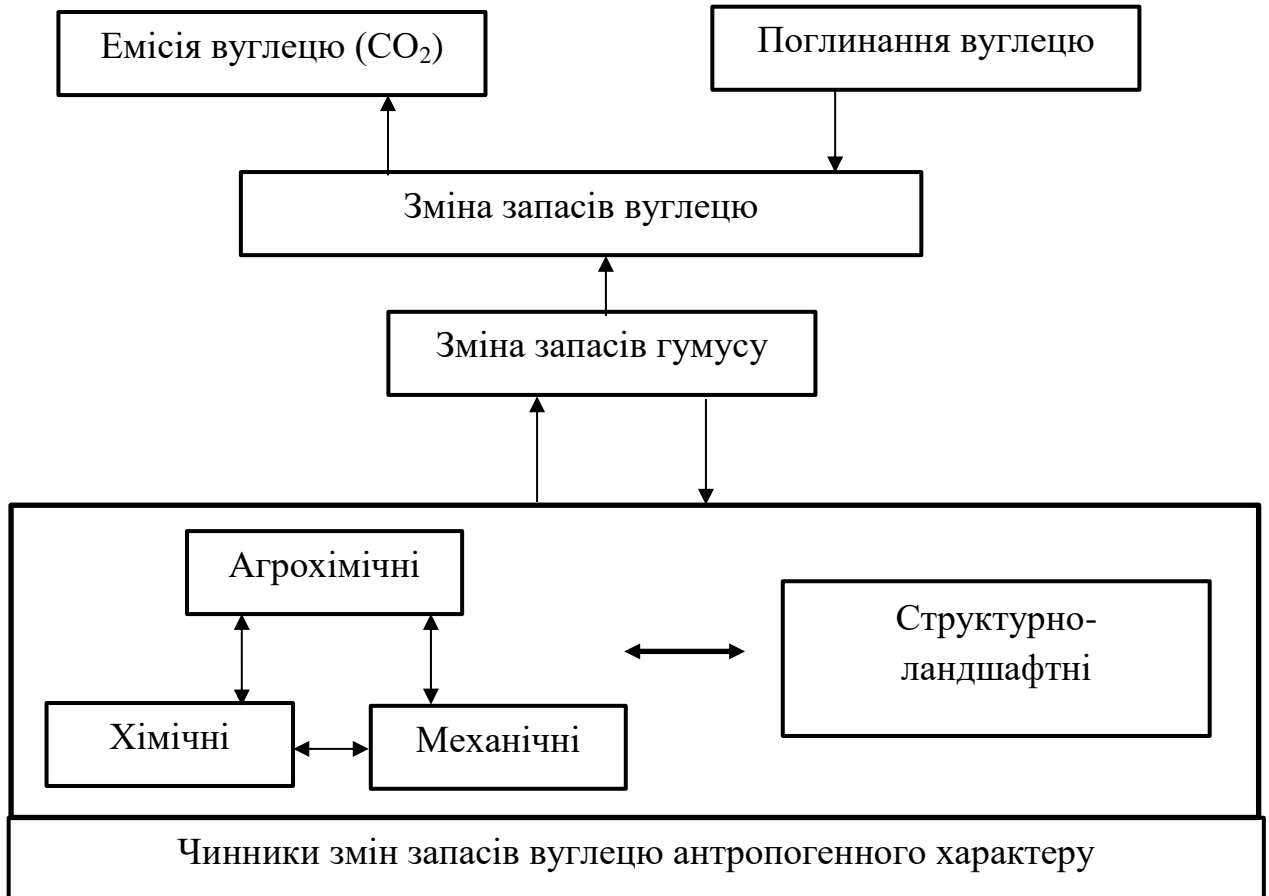 Емісія вуглецю (CO₂)
Поглинання вуглецю
Зміна запасів вуглецю
Зміна запасів гумусу
Агрохімічні
Структурно-
ландшафтні
Хімічні
Механічні
Чинники змін запасів вуглецю антропогенного характеру